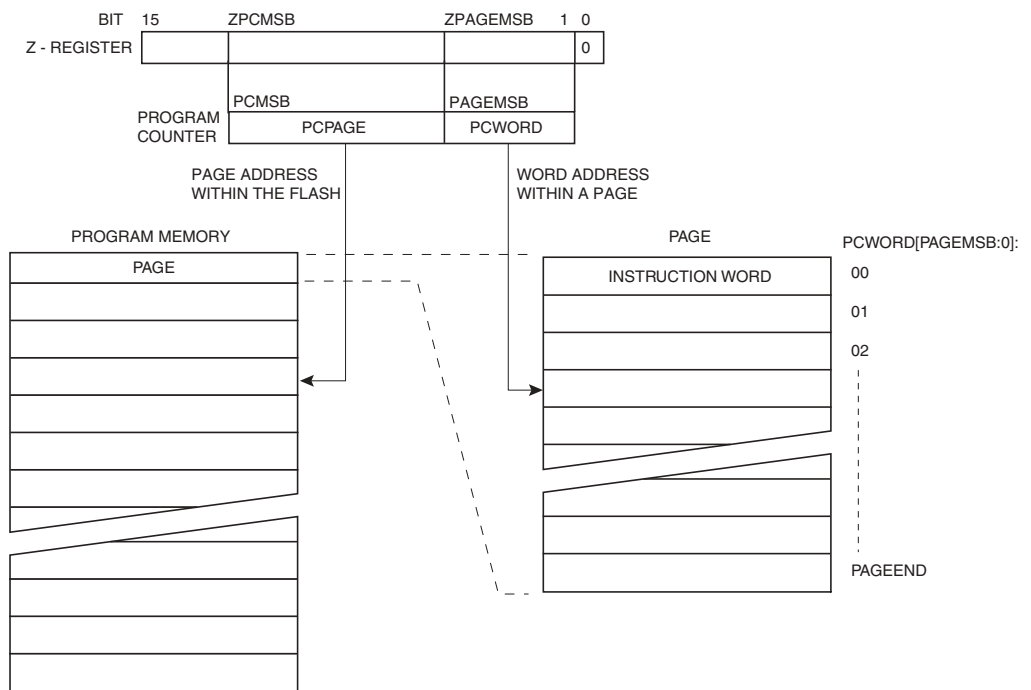 BIT 15 ZPCMSB ZPAGEMSB 1 0
Z - REGISTER 0
PCMSB PAGEMSB
PROGRAM
COUNTER
PCPAGE PCWORD
PAGE ADDRESS
WITHIN THE FLASH
WORD ADDRESS
WITHIN A PAGE
PROGRAM MEMORY
PAGE
PAGE
PCWORD[PAGEMSB:0]:
INSTRUCTION WORD
00
01
02
PAGEEND